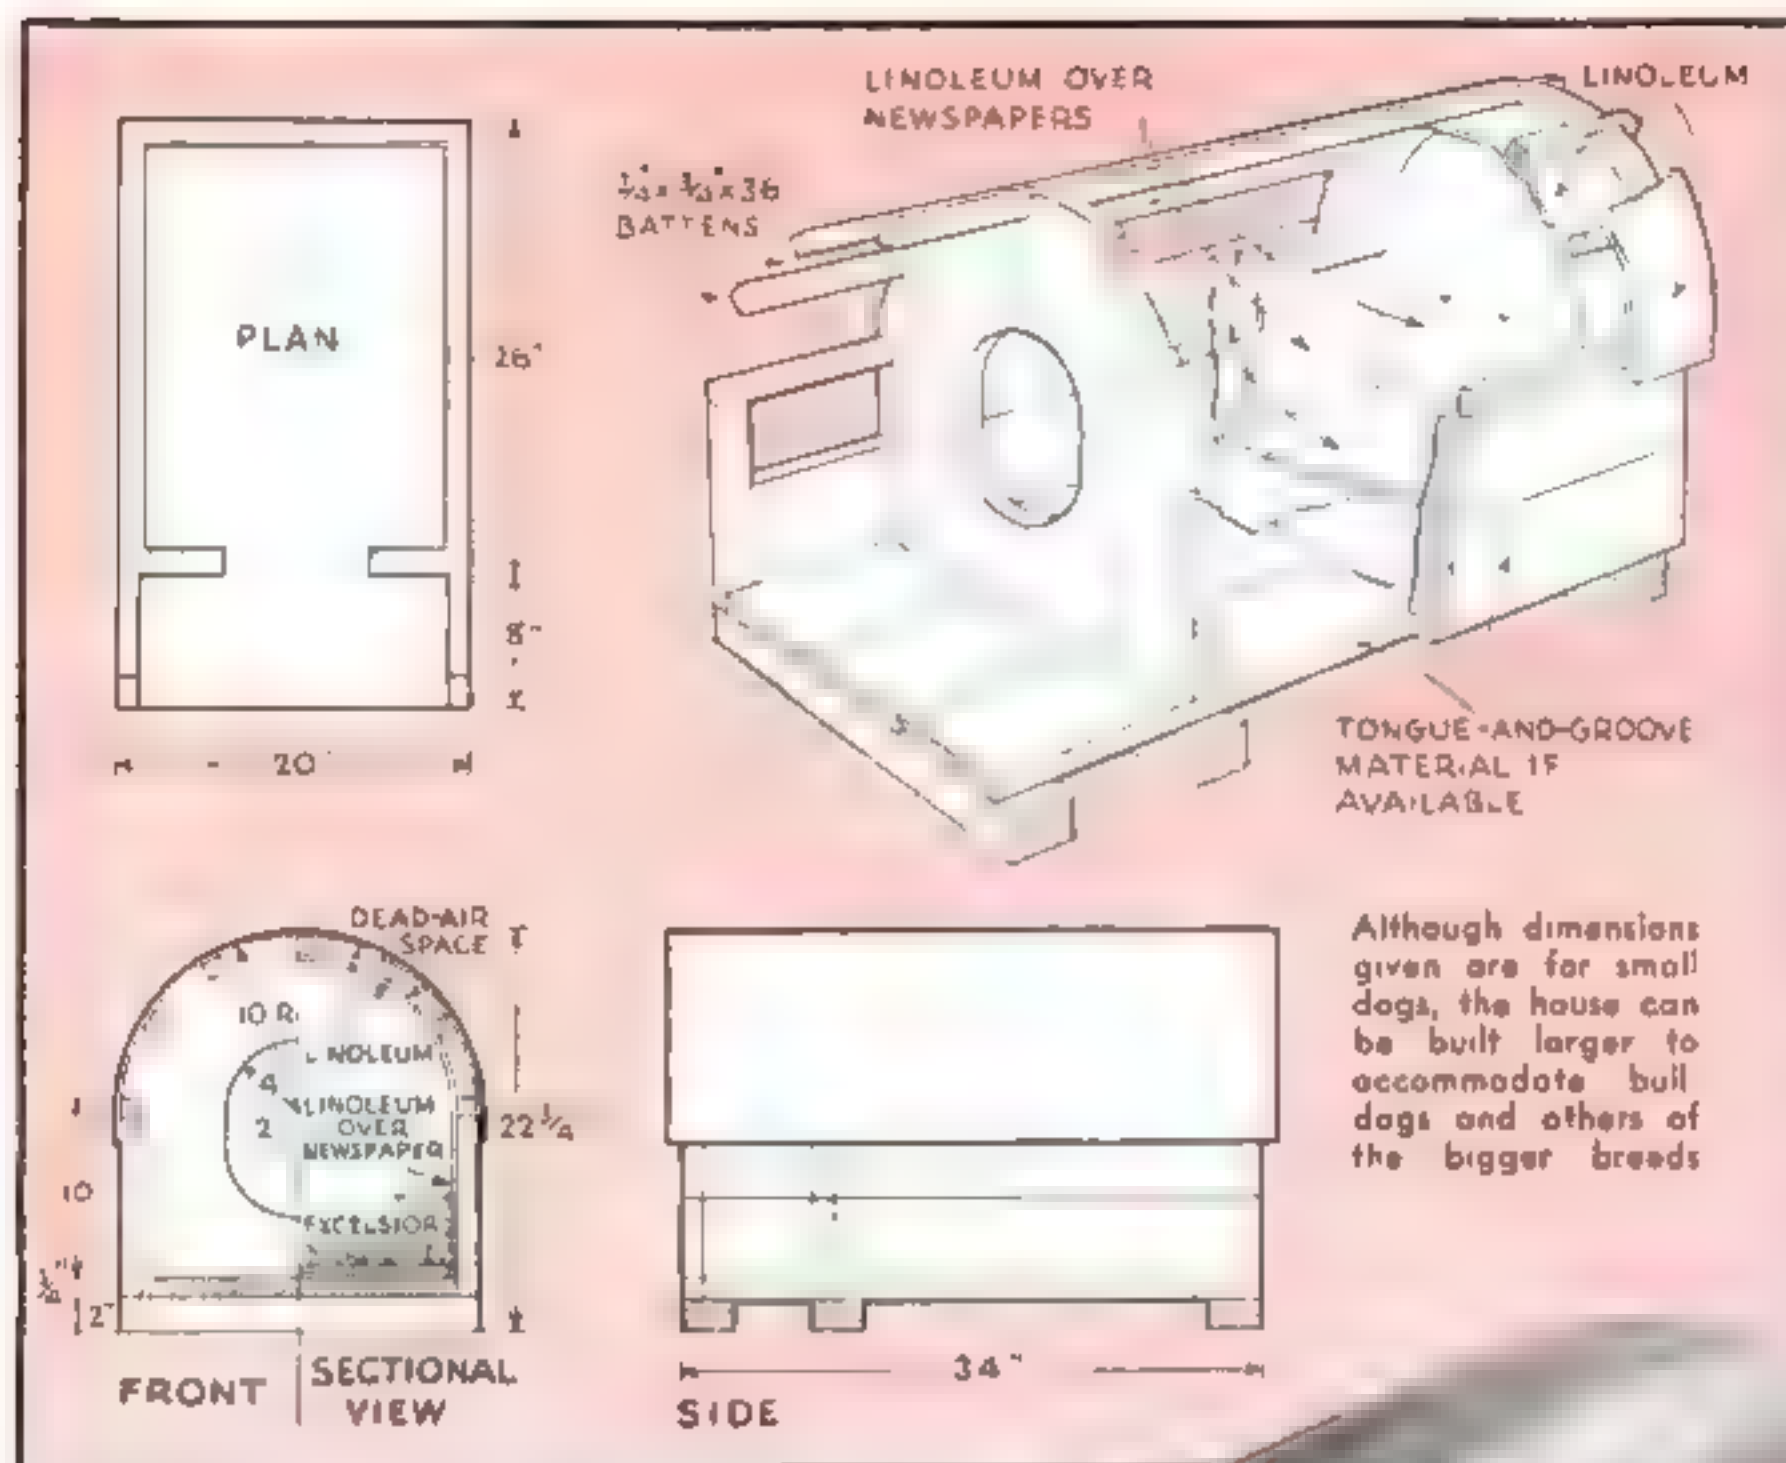 LINOLEUM OVER
NEWSPAPERS
LINOLEUM
BATTENS
PLAN
26"
8"
20"
TONGUE-AND-GROOVE
MATERIAL IF
AVAILABLE
DEAD-AIR
SPACE
10 R.
LINOLEUM
4
2
LINOLEUM
OVER
NEWSPAPER
22 1/4
10
EXCELSIOR
2"
FRONT
SECTIONAL
VIEW
34"
SIDE
Although dimensions
given are for small
dogs, the house can
be built larger to
accommodate bull
dogs and others of
the bigger breeds